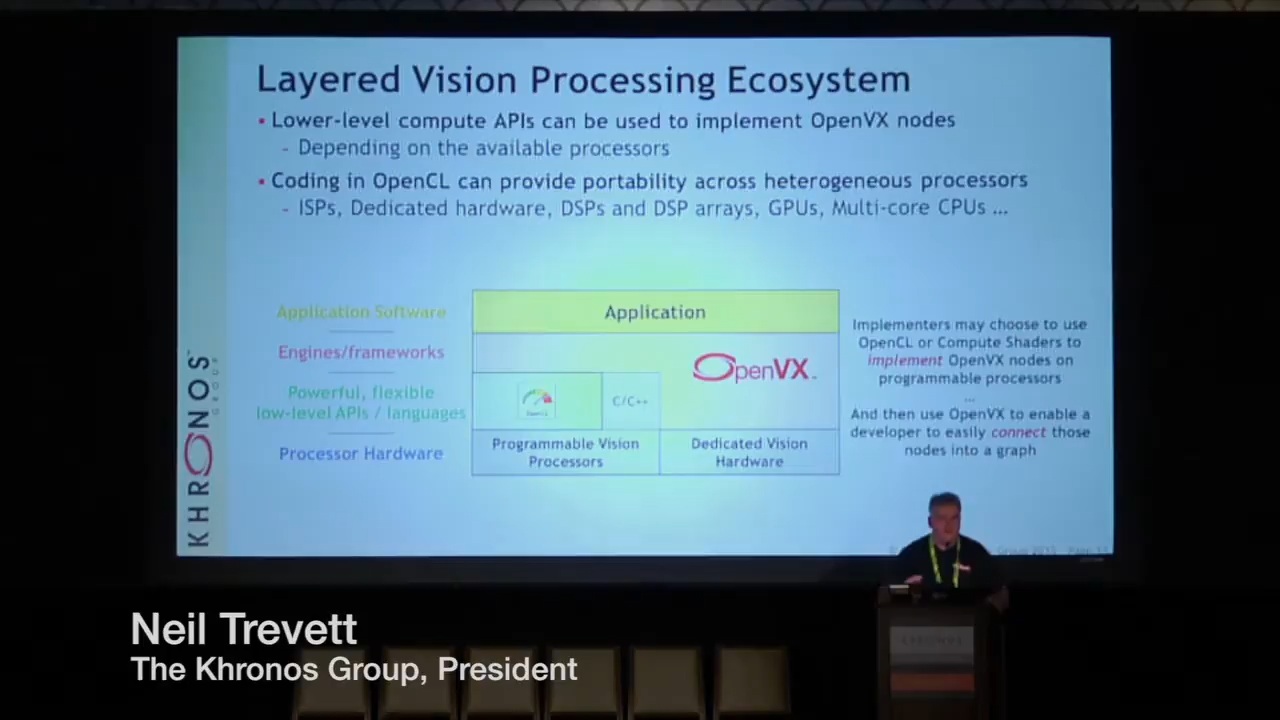 Layered Vision Processing Ecosystem
• Lower-level compute APIs can be used to implement OpenVX nodes
- Depending on the available processors
• Coding in OpenCL can provide portability across heterogeneous processors
- ISPs, Dedicated hardware, DSPs and DSP arrays, GPUs, Multi-core CPUs ...
Application Software
Engines/frameworks
Powerful, flexible
low-level APIs / languages
Processor Hardware
Application
OpenVX™
OpenCL
C/C++
Programmable Vision
Processors
Dedicated Vision
Hardware
Implementers may choose to use
OpenCL or Compute Shaders to
implement OpenVX nodes on
programmable processors
...
And then use OpenVX to enable a
developer to easily connect those
nodes into a graph
KHRONOS™
GROUP
KHRONOS
Neil Trevett
The Khronos Group, President